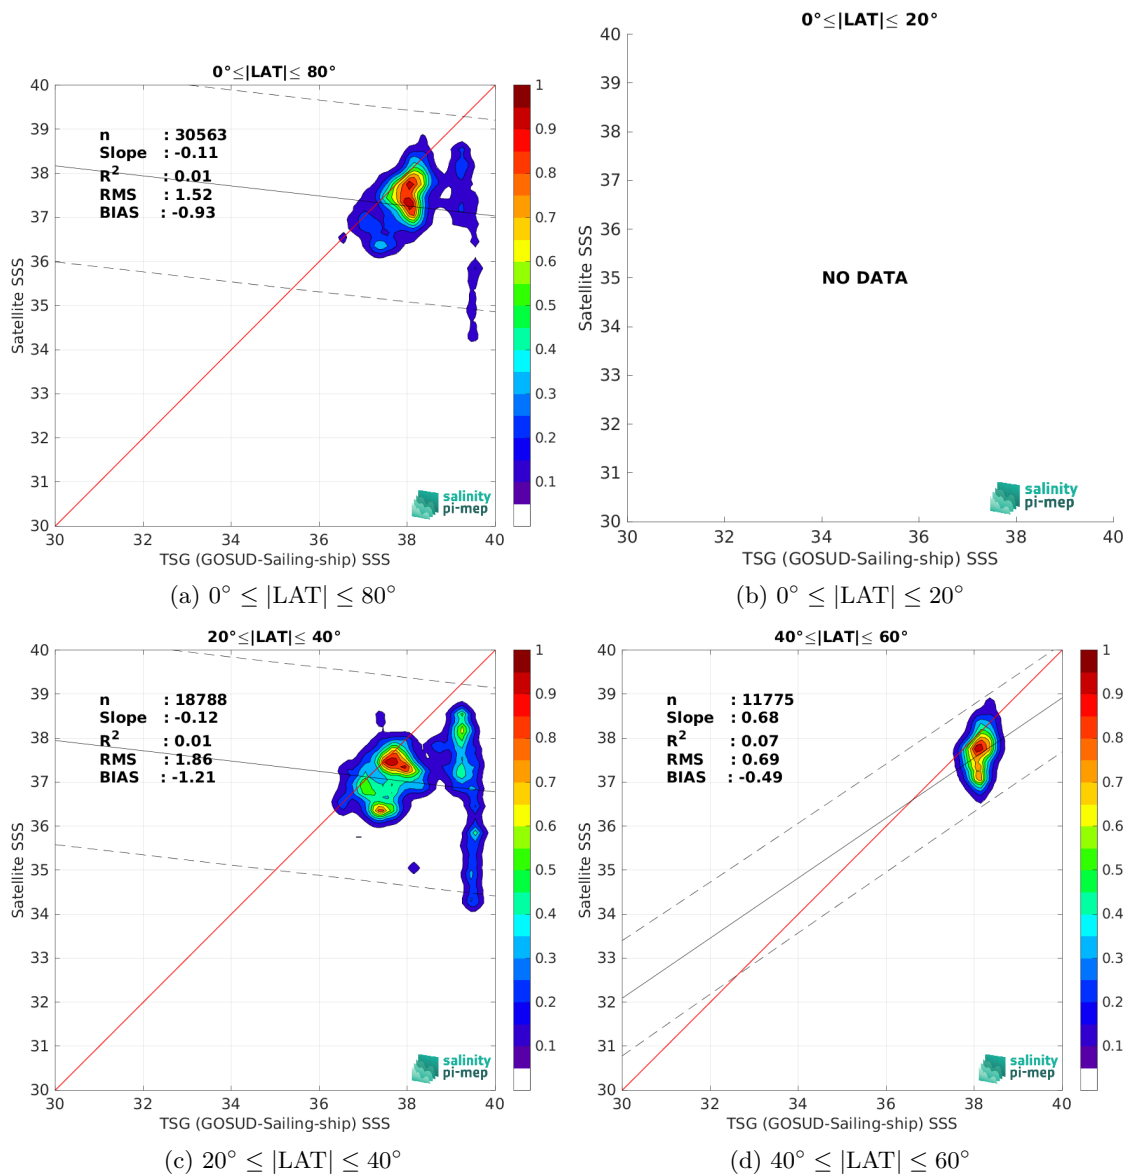 0°≤|LAT|≤ 80°
40
39
38
37
36
35
34
33
32
31
30
n : 30563
Slope : -0.11
R² : 0.01
RMS : 1.52
BIAS : -0.93
NO DATA
Satellite SSS
30 32 34 36 38 40
TSG (GOSUD-Sailing-ship) SSS
1
0.9
0.8
0.7
0.6
0.5
0.4
0.3
0.2
0.1
salinity
pi-mep
(a) 0° ≤ |LAT| ≤ 80°
0°≤|LAT|≤ 20°
40
39
38
37
36
35
34
33
32
31
30
Satellite SSS
30 32 34 36 38 40
TSG (GOSUD-Sailing-ship) SSS
salinity
pi-mep
(b) 0° ≤ |LAT| ≤ 20°
20°≤|LAT|≤ 40°
40
39
38
37
36
35
34
33
32
31
30
n : 18788
Slope : -0.12
R² : 0.01
RMS : 1.86
BIAS : -1.21
Satellite SSS
30 32 34 36 38 40
TSG (GOSUD-Sailing-ship) SSS
1
0.9
0.8
0.7
0.6
0.5
0.4
0.3
0.2
0.1
salinity
pi-mep
(c) 20° ≤ |LAT| ≤ 40°
40°≤|LAT|≤ 60°
40
39
38
37
36
35
34
33
32
31
30
n : 11775
Slope : 0.68
R² : 0.07
RMS : 0.69
BIAS : -0.49
Satellite SSS
30 32 34 36 38 40
TSG (GOSUD-Sailing-ship) SSS
1
0.9
0.8
0.7
0.6
0.5
0.4
0.3
0.2
0.1
salinity
pi-mep
(d) 40° ≤ |LAT| ≤ 60°